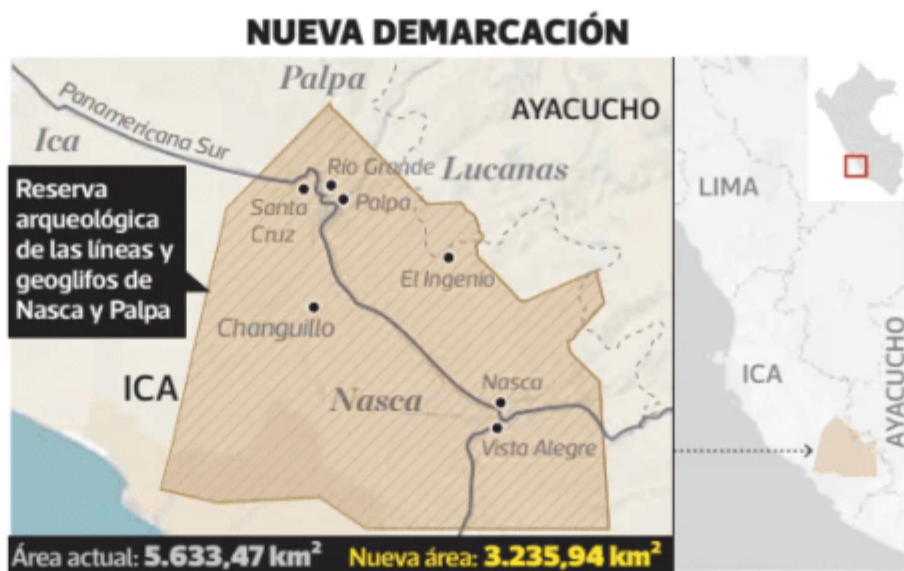 NUEVA DEMARCACIÓN
Palpa
AYACUCHO
Panamericana Sur
Ica
Río Grande
Lucanas
Reserva
arqueológica
de las líneas y
geoglifos de
Nasca y Palpa
Santa
Cruz
Palpa
El Ingenio
Changuillo
ICA
Nasca
Nasca
Vista Alegre
LIMA
ICA
AYACUCHO
Área actual: 5.633,47 km² Nueva área: 3.235,94 km²